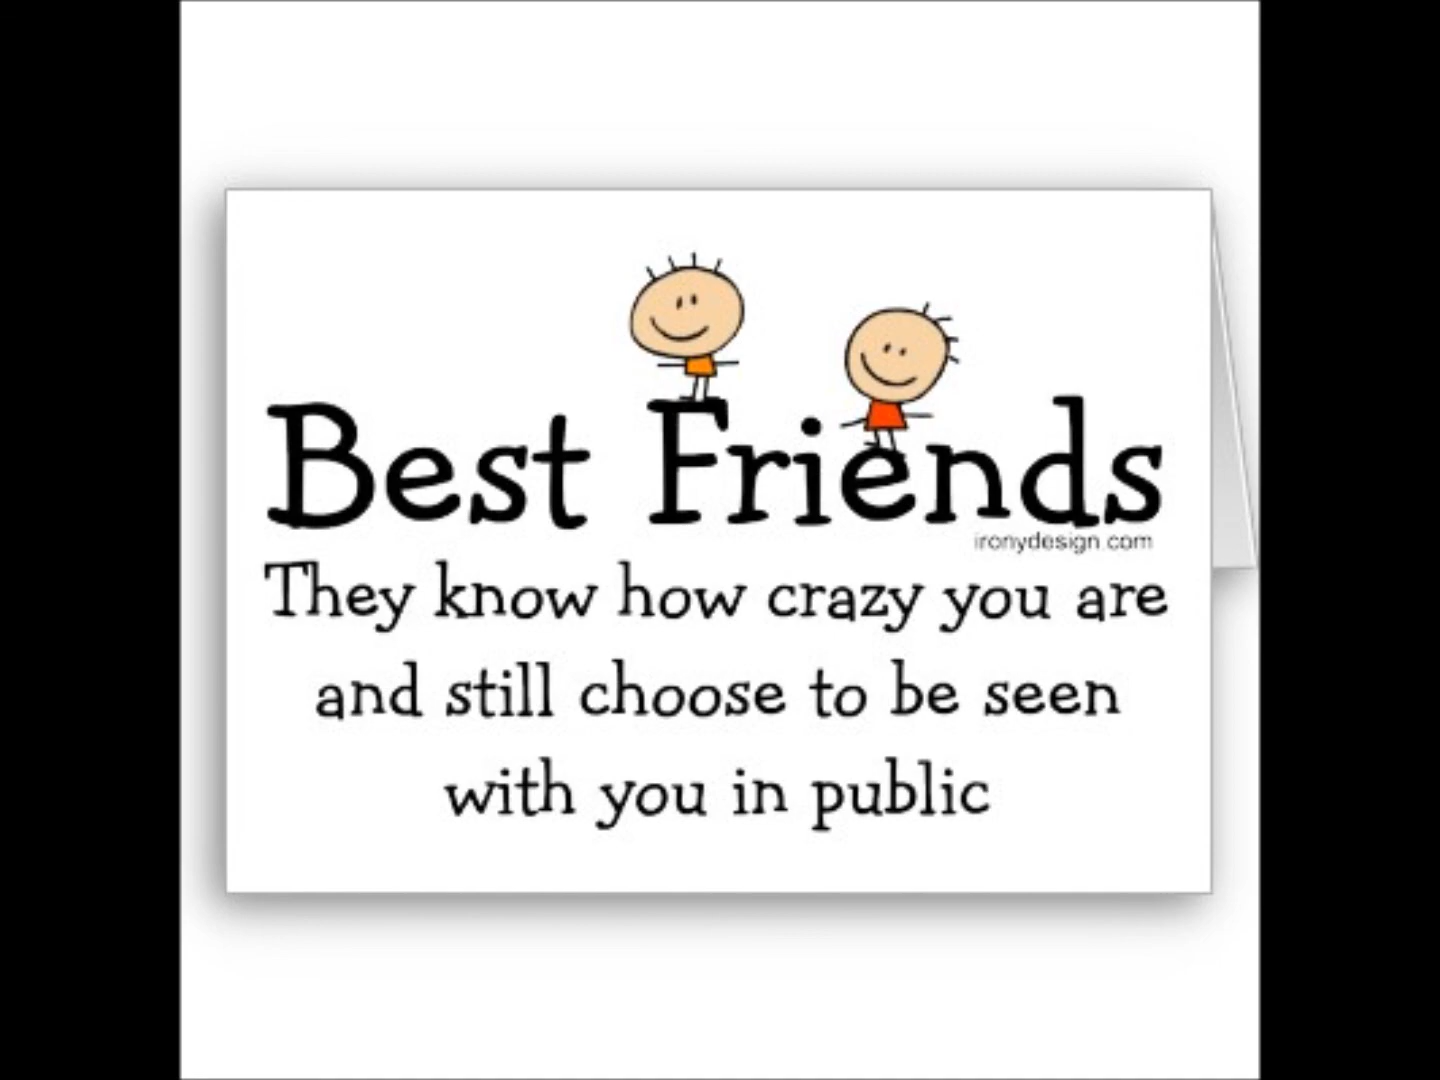 Best Friends
ironydesign.com
They know how crazy you are
and still choose to be seen
with you in public